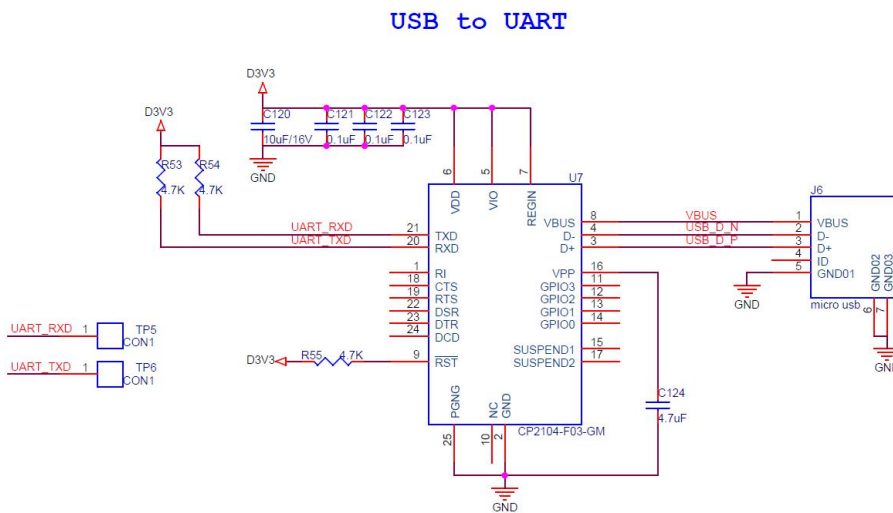 USB to UART
D3V3
D3V3
C120
C121
C122
C123
10uF/16V
0.1uF
0.1uF
0.1uF
GND
R53
R54
4.7K
4.7K
6
5
7
U7
VDD
VIO
REGIN
J6
UART_RXD
21
TXD
UART_TXD
20
RXD
VBUS
8
VBUS
1
VBUS
D-
4
USB_D_N
2
D-
D+
3
USB_D_P
3
D+
4
ID
5
GND01
GND02
GND03
micro usb
6
7
GND
GND
1
RI
18
CTS
19
RTS
22
DSR
23
DTR
24
DCD
VPP
16
GPIO3
11
GPIO2
12
GPIO1
13
GPIO0
14
SUSPEND1
15
SUSPEND2
17
UART_RXD
1
TP5
CON1
UART_TXD
1
TP6
CON1
D3V3
R55
4.7K
9
RST
PGNG
NC
GND
25
10
2
CP2104-F03-GM
C124
4.7uF
GND